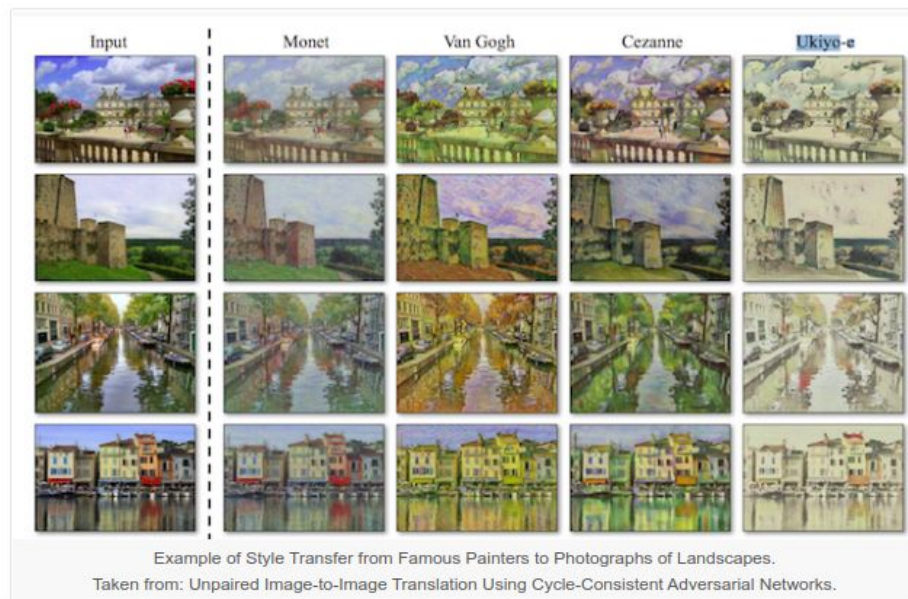 Input Monet Van Gogh Cezanne Ukiyo-e
Example of Style Transfer from Famous Painters to Photographs of Landscapes.
Taken from: Unpaired Image-to-Image Translation Using Cycle-Consistent Adversarial Networks.